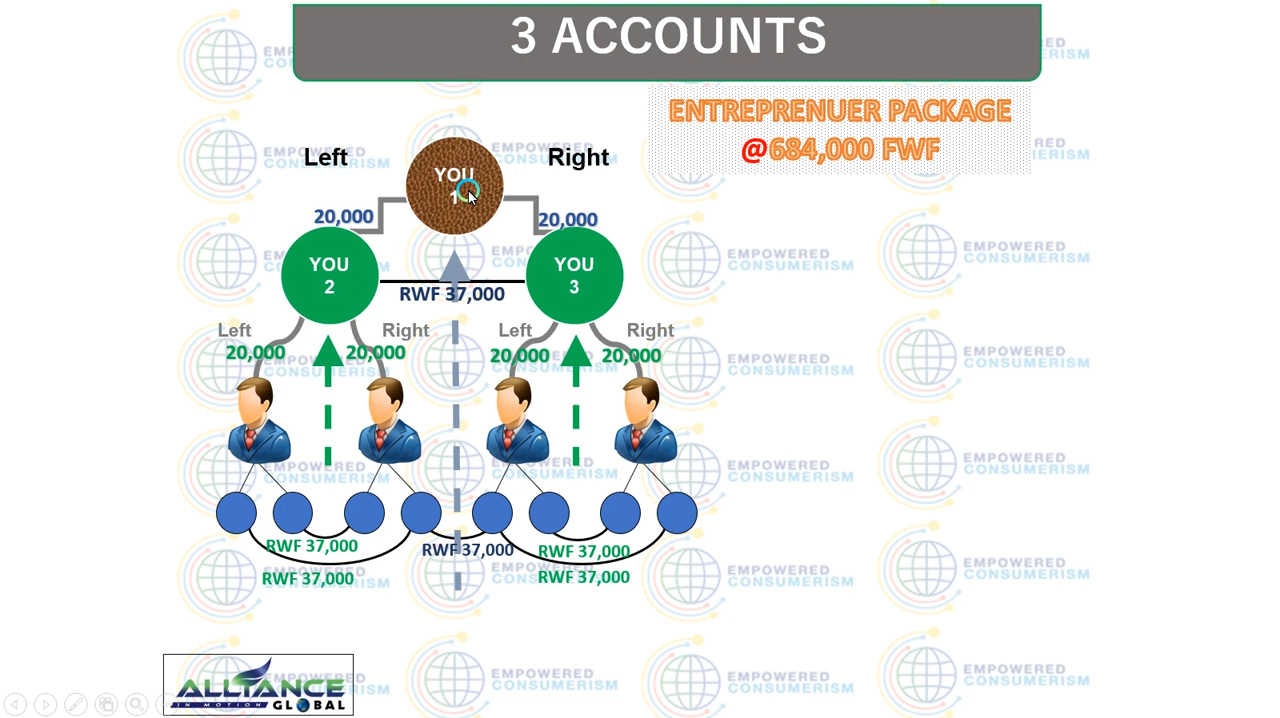 3 ACCOUNTS
ENTREPRENUER PACKAGE
@684,000 FWF
Left
Right
YOU
1
20,000
20,000
YOU
2
YOU
3
RWF 37,000
Left
Right
Left
Right
20,000
20,000
20,000
20,000
RWF 37,000
RWF 37,000
RWF 37,000
RWF 37,000
RWF 37,000
EMPOWERED
CONSUMERISM
ALLIANCE
IN MOTION
GLOBAL